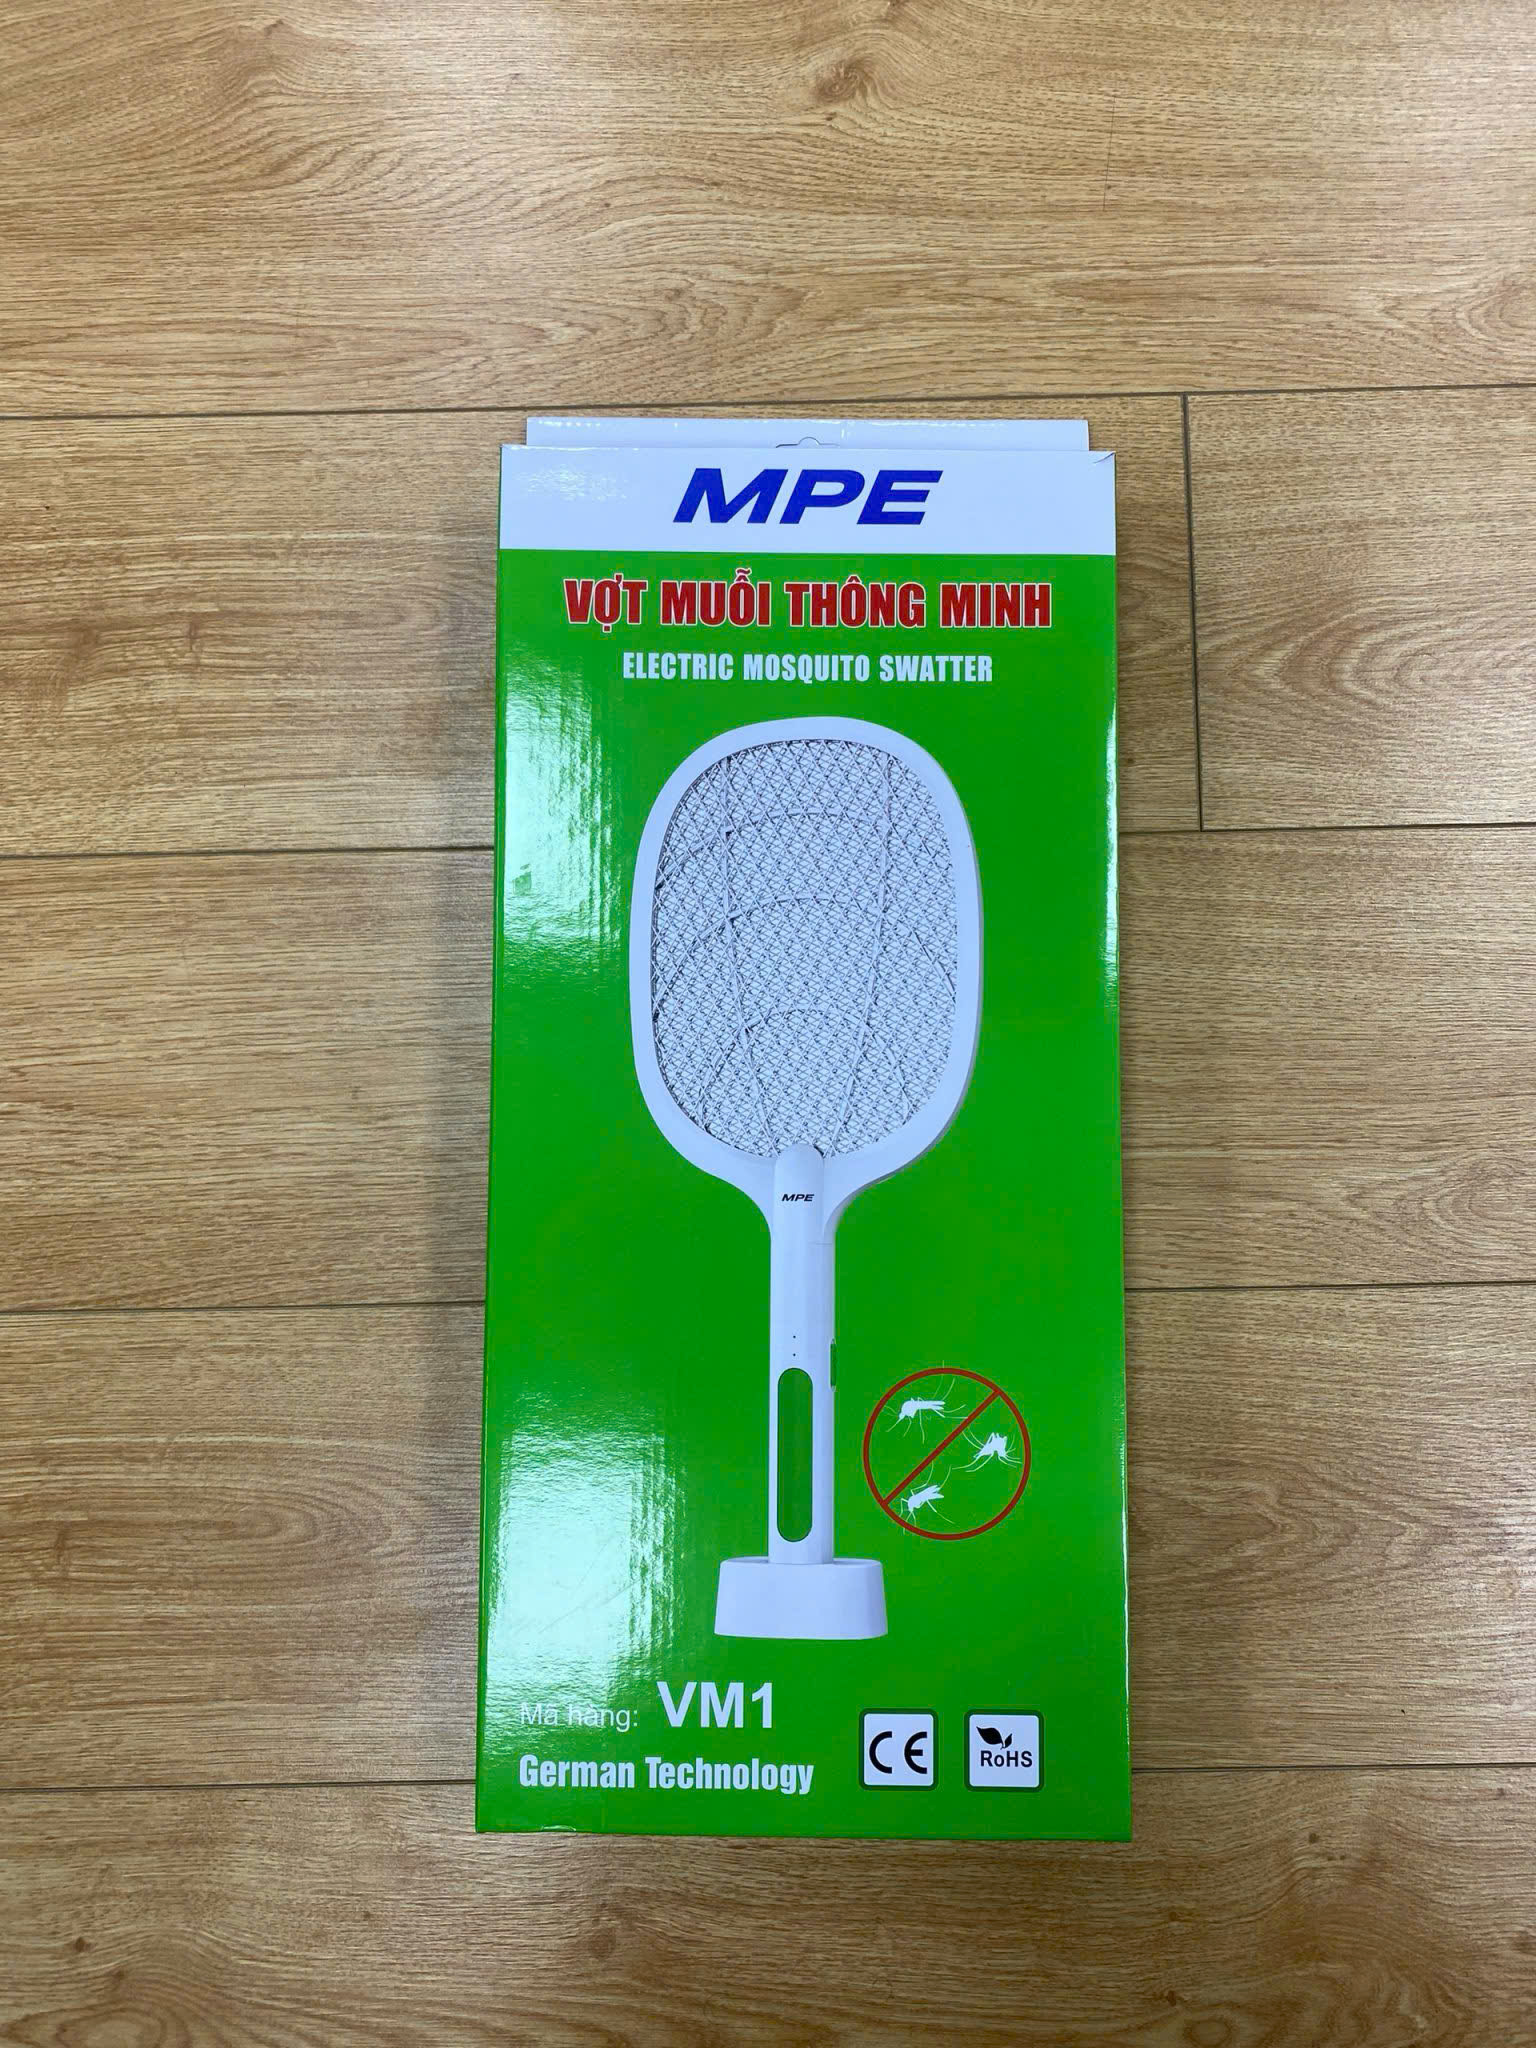 MPE
VỢT MUỖI THÔNG MINH
ELECTRIC MOSQUITO SWATTER
MPE
Mã hàng: VM1
German Technology
CE
RoHS